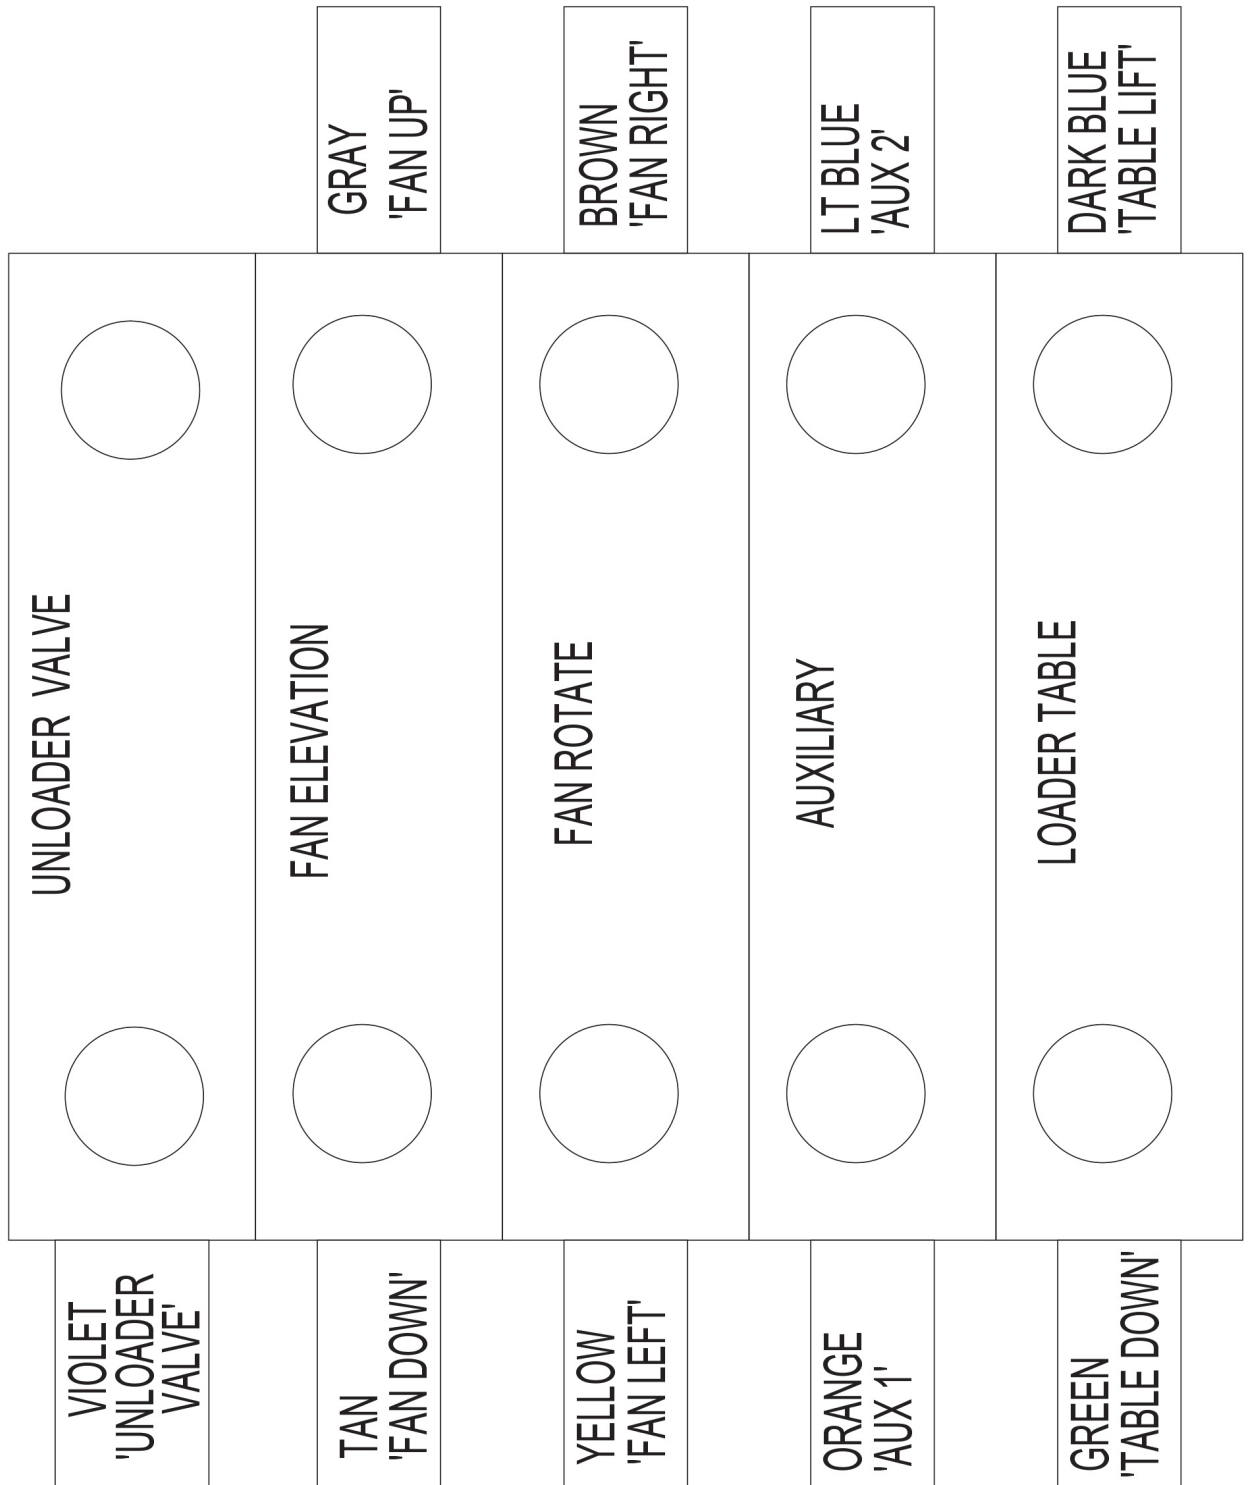 GRAY
'FAN UP'
BROWN
'FAN RIGHT'
LT BLUE
'AUX 2'
DARK BLUE
'TABLE LIFT'
UNLOADER VALVE
FAN ELEVATION
FAN ROTATE
AUXILIARY
LOADER TABLE
VIOLET
'UNLOADER
VALVE'
TAN
'FAN DOWN'
YELLOW
'FAN LEFT'
ORANGE
'AUX 1'
GREEN
'TABLE DOWN'